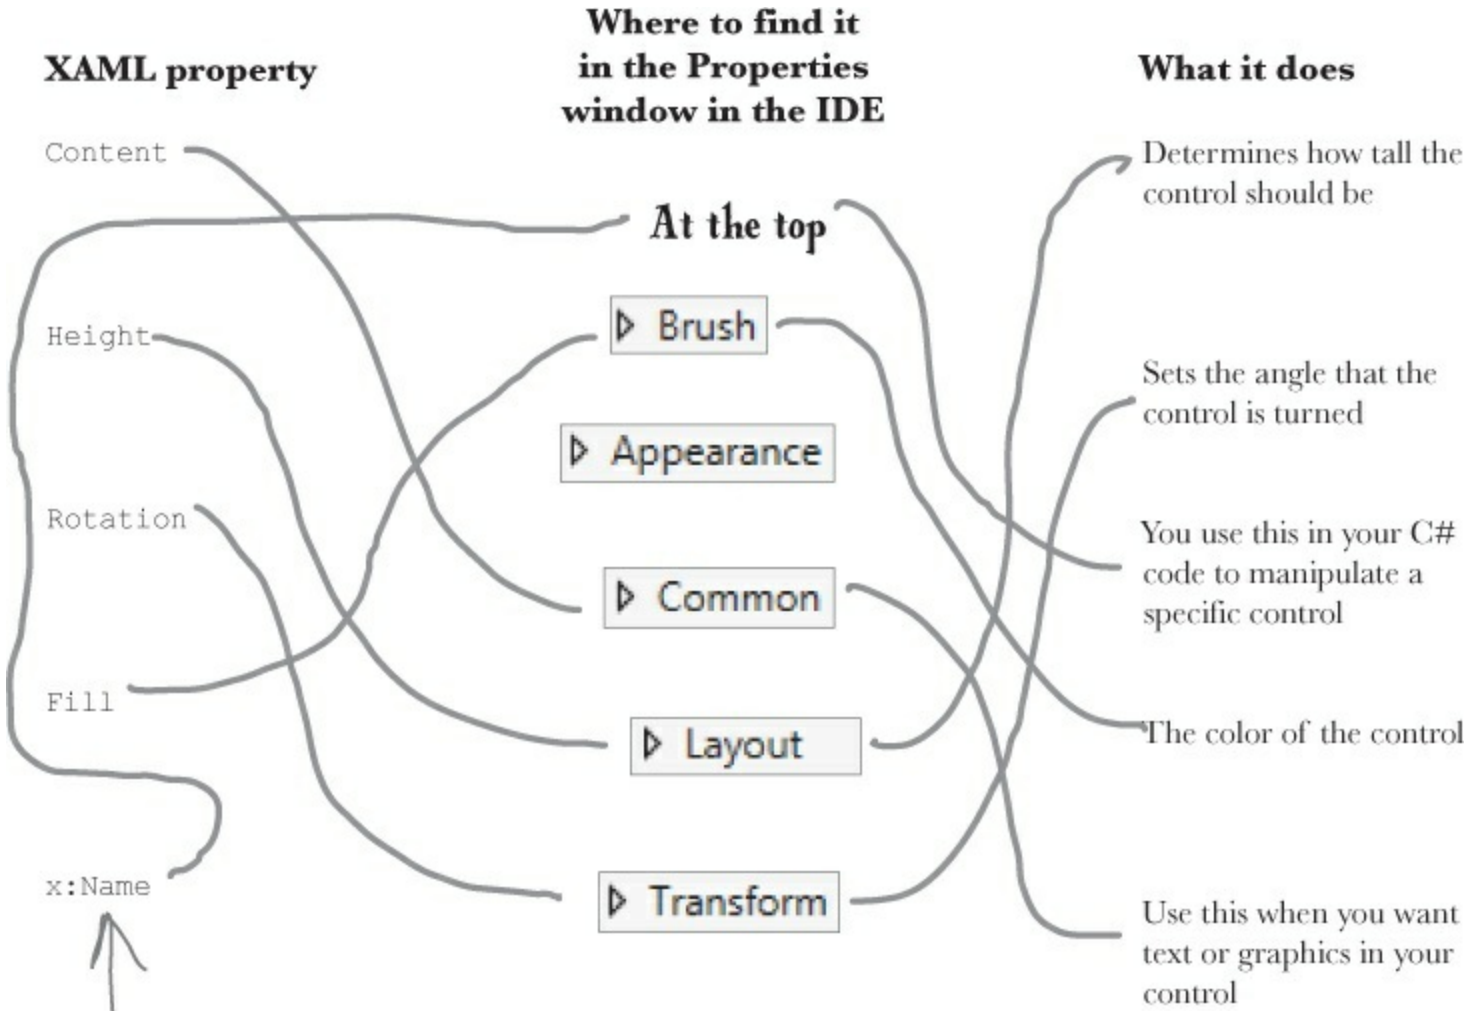 XAML property
Where to find it
in the Properties
window in the IDE
What it does
Content
Height
Rotation
Fill
x:Name
At the top
Brush
Appearance
Common
Layout
Transform
Determines how tall the
control should be
Sets the angle that the
control is turned
You use this in your C#
code to manipulate a
specific control
The color of the control
Use this when you want
text or graphics in your
control